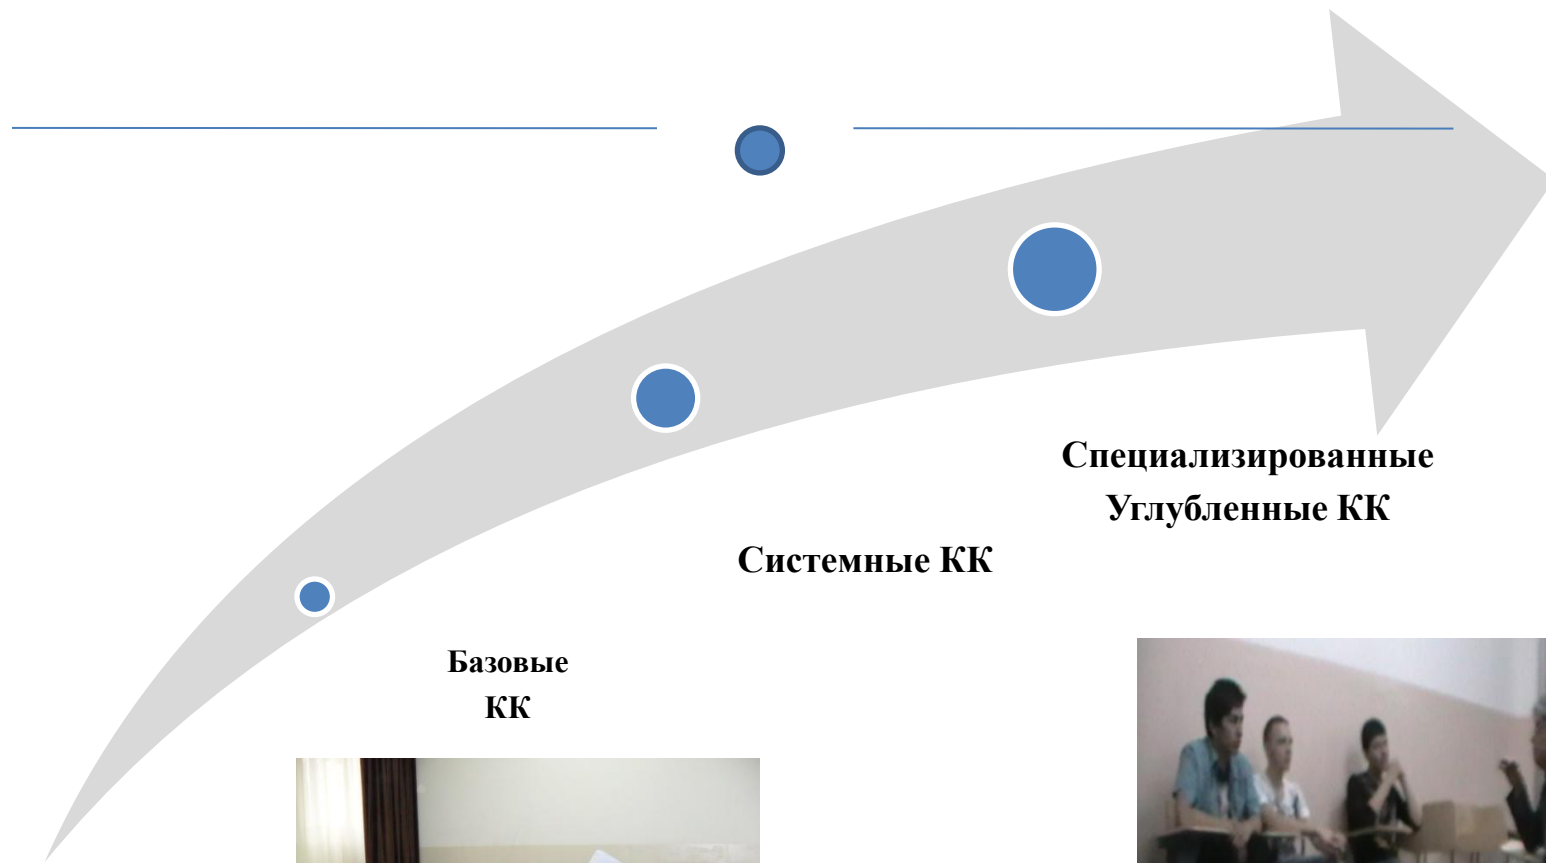 Специализированные
Углубленные КК
Системные КК
Базовые
КК